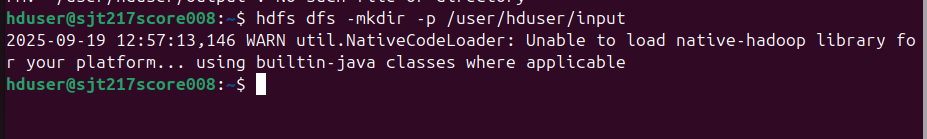 hduser@sjt217score008:~$ hdfs dfs -mkdir -p /user/hduser/input
2025-09-19 12:57:13,146 WARN util.NativeCodeLoader: Unable to load native-hadoop library fo
r your platform... using builtin-java classes where applicable
hduser@sjt217score008:~$